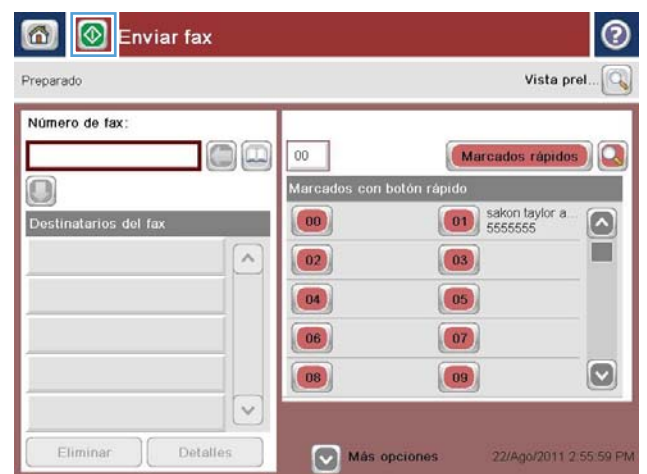 Enviar fax
?
Preparado
Vista prel...
Número de fax:
00
Marcados rápidos
Marcados con botón rápido
Destinatarios del fax
00
01 sakon taylor a...
5555555
02
03
04
05
06
07
08
09
Eliminar
Detalles
Más opciones
22/Ago/2011 2:55:59 PM